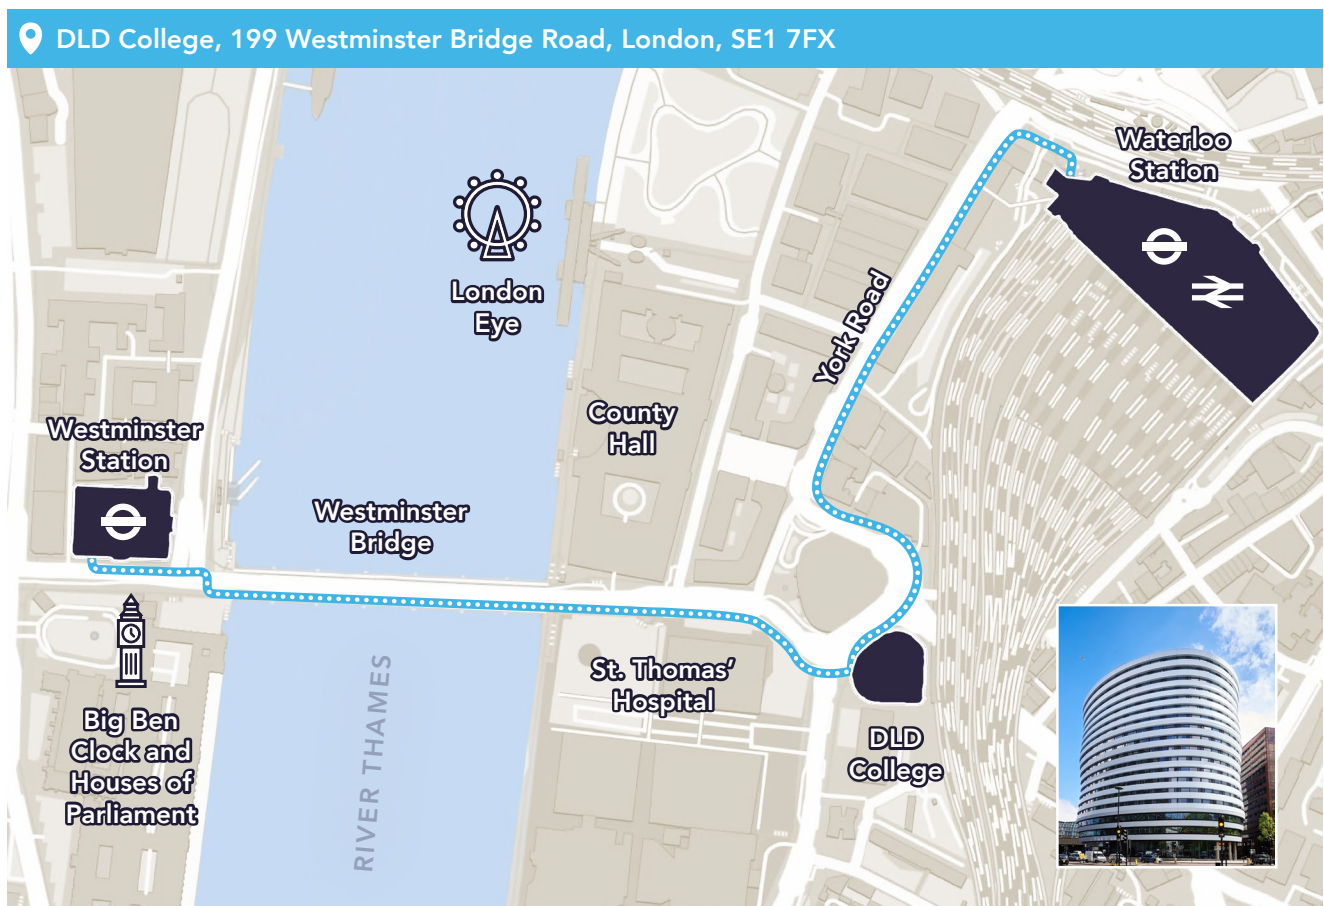 DLD College, 199 Westminster Bridge Road, London, SE1 7FX
Waterloo
Station
London
Eye
York Road
County
Hall
Westminster
Station
Westminster
Bridge
St. Thomas’
Hospital
RIVER THAMES
Big Ben
Clock and
Houses of
Parliament
DLD
College